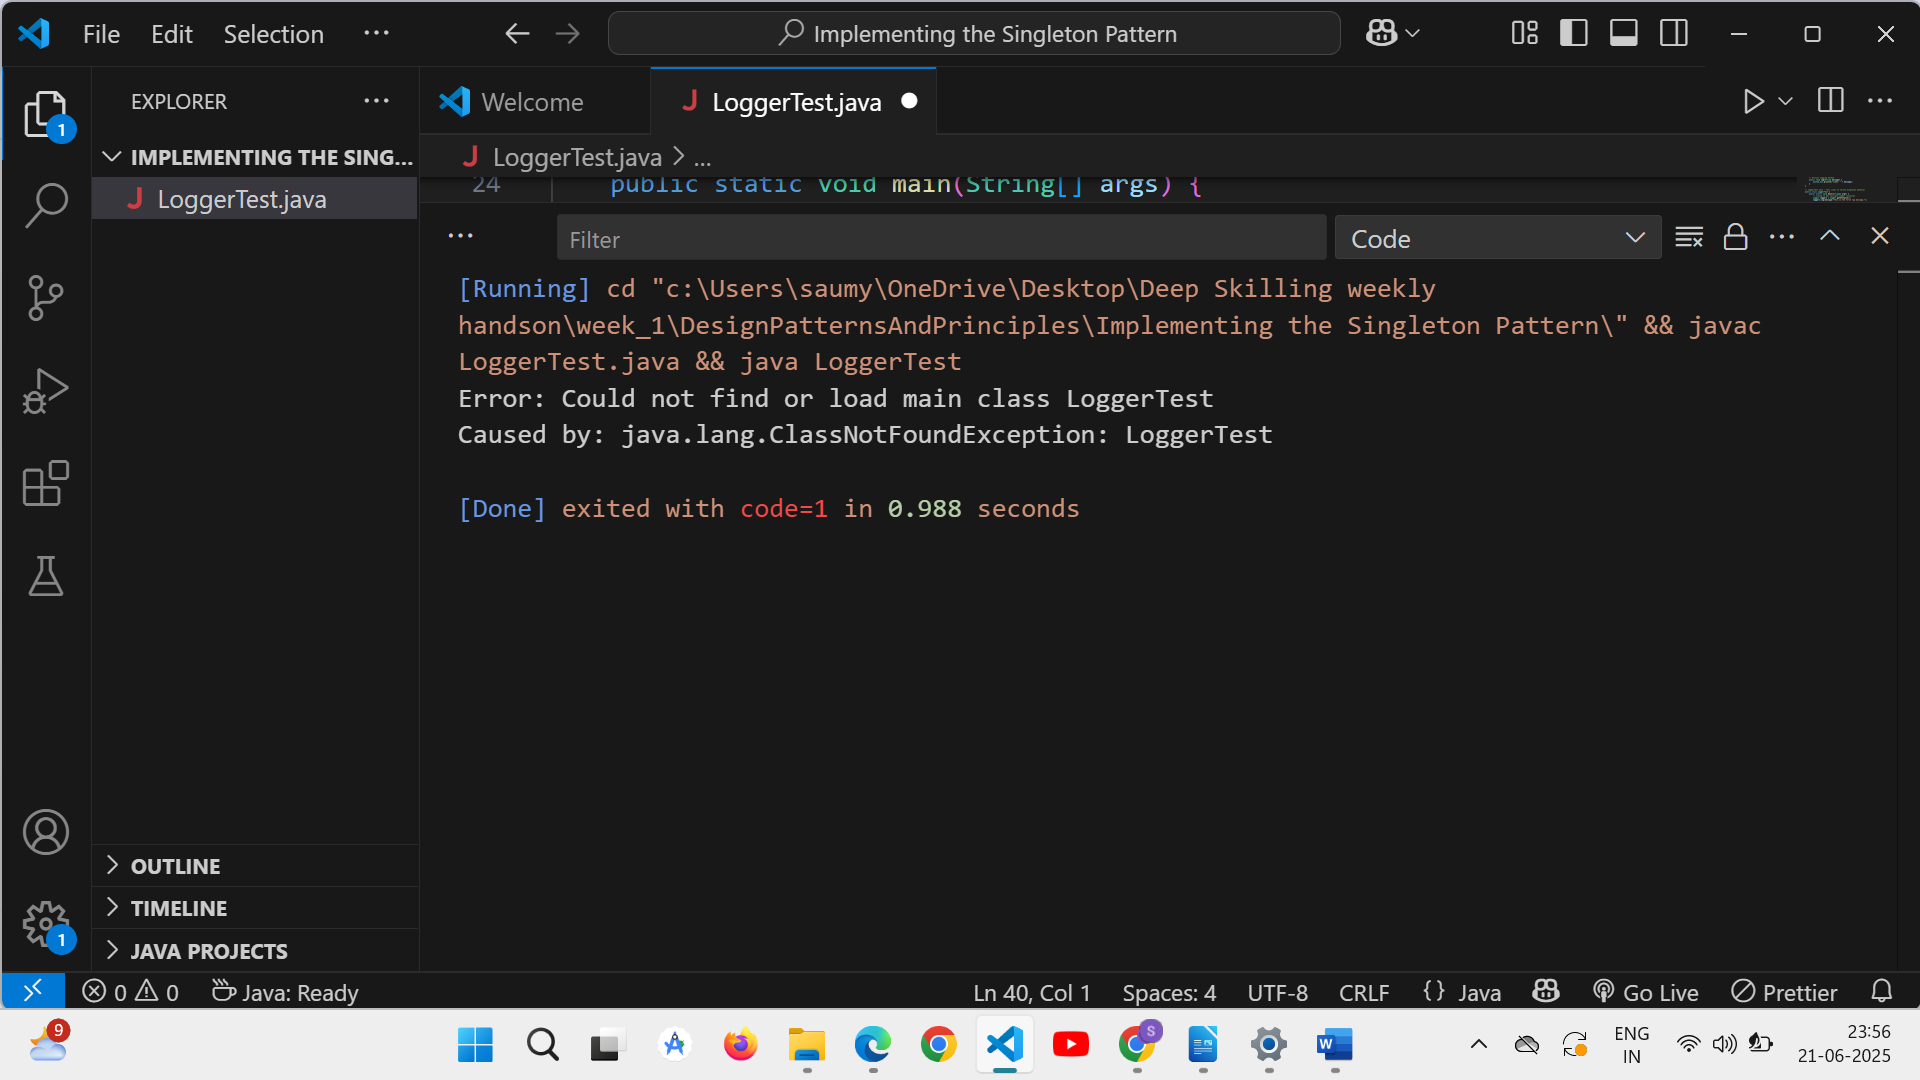 File Edit Selection ···
Implementing the Singleton Pattern
EXPLORER ···
Welcome
LoggerTest.java
IMPLEMENTING THE SING...
LoggerTest.java > ...
LoggerTest.java
24 public static void main(String[] args) {
Filter
Code
[Running] cd "c:\Users\saumy\OneDrive\Desktop\Deep Skilling weekly
handson\week_1\DesignPatternsAndPrinciples\Implementing the Singleton Pattern\" && javac
LoggerTest.java && java LoggerTest
Error: Could not find or load main class LoggerTest
Caused by: java.lang.ClassNotFoundException: LoggerTest
[Done] exited with code=1 in 0.988 seconds
1
OUTLINE
TIMELINE
JAVA PROJECTS
1
0 0 Java: Ready
Ln 40, Col 1 Spaces: 4 UTF-8 CRLF {} Java Go Live Prettier
9
S
W
ENG
IN
23:56
21-06-2025